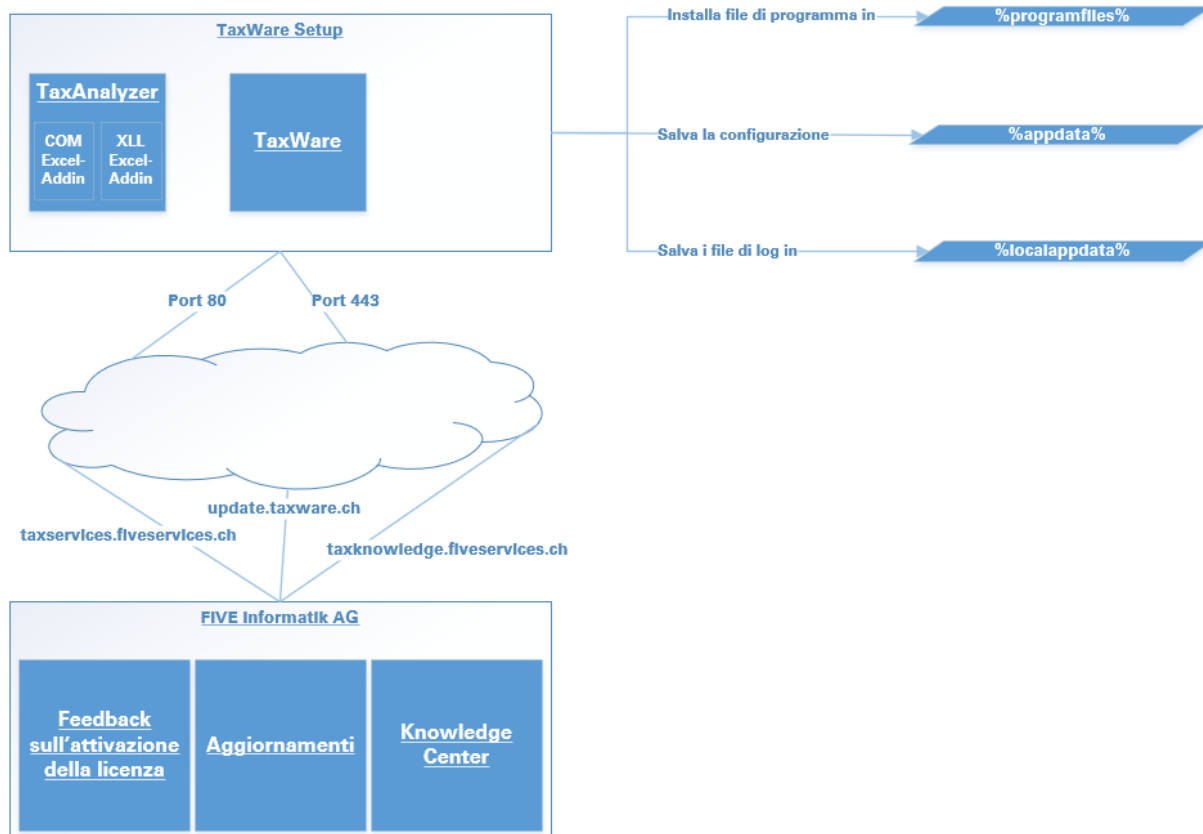 TaxWare Setup
TaxAnalyzer
COM
Excel-
Addin
XLL
Excel-
Addin
TaxWare
Installa file di programma in
%programfiles%
Salva la configurazione
%appdata%
Salva i file di log in
%localappdata%
Port 80
Port 443
update.taxware.ch
taxservices.fiveservices.ch
taxknowledge.fiveservices.ch
FIVE Informatik AG
Feedback
sull'attivazione
della licenza
Aggiornamenti
Knowledge
Center